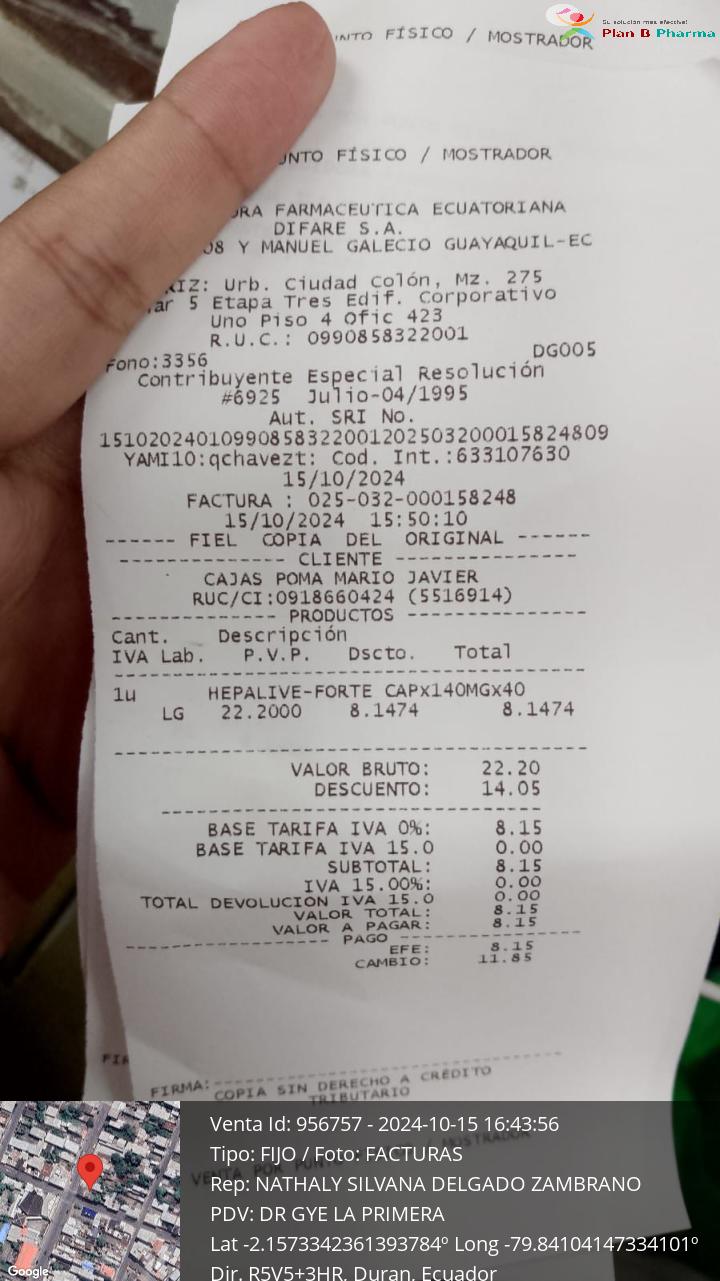 Su solución mas efectiva!
Plan B Pharma
FÍSICO / MOSTRADOR
FÍSICO / MOSTRADOR
FARMACEUTICA ECUATORIANA
DIFARE S.A.
Y MANUEL GALECIO GUAYAQUIL-EC
Urb. Ciudad Colón, Mz. 275
5 Etapa Tres Edif. Corporativo
Uno Piso 4 Ofic 423
R.U.C.: 0990858322001
Fono:3356 DG005
Contribuyente Especial Resolución
#6925 Julio-04/1995
Aut. SRI No.
1510202401099085832200120250320001582480​9
YAMI10:qchavezt: Cod. Int.:633107630
15/10/2024
FACTURA : 025-032-000158248
15/10/2024 15:50:10
------ FIEL COPIA DEL ORIGINAL ------
-------------- CLIENTE ---------------
CAJAS POMA MARIO JAVIER
RUC/CI:0918660424 (5516914)
------------- PRODUCTOS ---------------
Cant. Descripción
IVA Lab. P.V.P. Dscto. Total
1u HEPALIVE-FORTE CAPx140MGx40
LG 22.2000 8.1474 8.1474
VALOR BRUTO: 22.20
DESCUENTO: 14.05
BASE TARIFA IVA 0%: 8.15
BASE TARIFA IVA 15.0 0.00
SUBTOTAL: 8.15
IVA 15.00%: 0.00
TOTAL DEVOLUCION IVA 15.0 0.00
VALOR TOTAL: 8.15
VALOR A PAGAR: 8.15
----------------- PAGO ---------------
EFE: 8.15
CAMBIO: 11.85
FIRMA:
COPIA SIN DERECHO A CREDITO
TRIBUTARIO
VENTA POR MOSTRADOR
Venta Id: 956757 - 2024-10-15 16:43:56
Tipo: FIJO / Foto: FACTURAS
Rep: NATHALY SILVANA DELGADO ZAMBRANO
PDV: DR GYE LA PRIMERA
Lat -2.1573342361393784º Long -79.84104147334101º
Dir. R5V5+3HR, Duran, Ecuador
Google